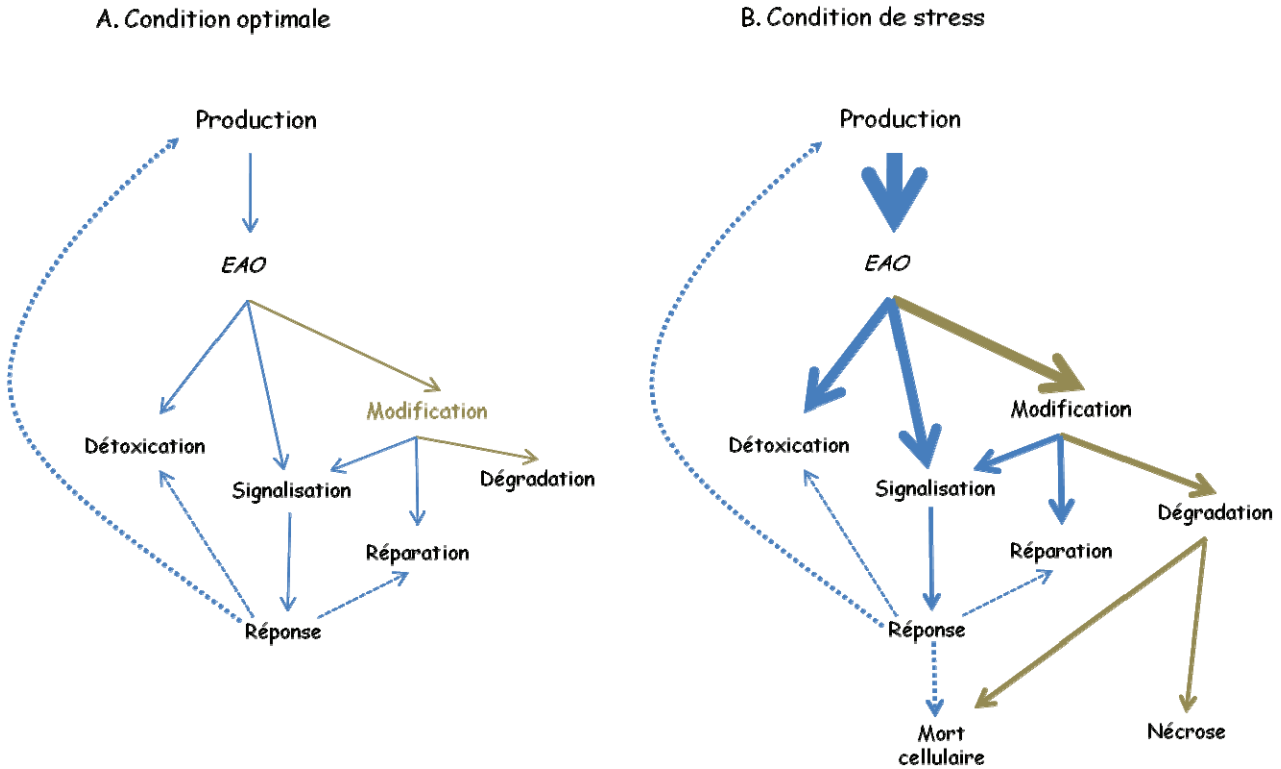 A. Condition optimale
Production
EAO
Modification
Détoxication
Dégradation
Signalisation
Réparation
Réponse
B. Condition de stress
Production
EAO
Modification
Détoxication
Signalisation
Dégradation
Réparation
Réponse
Mort
cellulaire
Nécrose